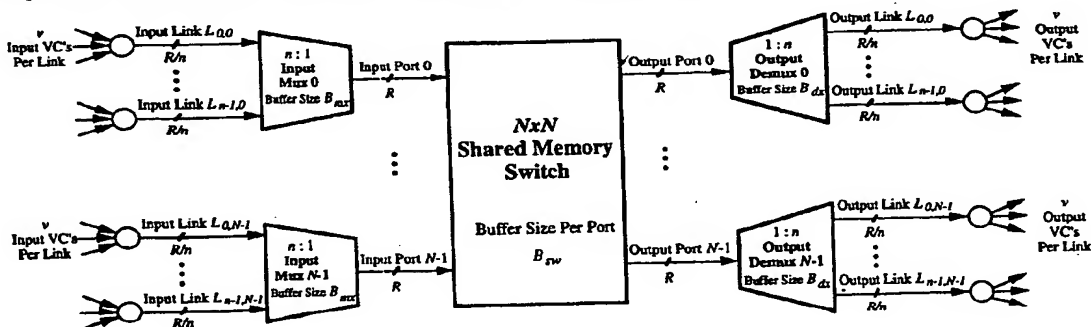 v
Input VC's
Per Link
Input Link L0,0
R/n
Input Link Ln-1,0
R/n
n : 1
Input
Mux 0
Buffer Size Bmx
Input Port 0
R
v
Input VC's
Per Link
Input Link L0,N-1
R/n
Input Link Ln-1,N-1
R/n
n : 1
Input
Mux N-1
Buffer Size Bmx
Input Port N-1
R
NxN
Shared Memory
Switch
Buffer Size Per Port
Bsw
Output Port 0
R
1 : n
Output
Demux 0
Buffer Size Bdx
Output Link L0,0
R/n
Output Link Ln-1,0
R/n
v
Output
VC's
Per Link
Output Port N-1
R
1 : n
Output
Demux N-1
Buffer Size Bdx
Output Link L0,N-1
R/n
Output Link Ln-1,N-1
R/n
v
Output
VC's
Per Link